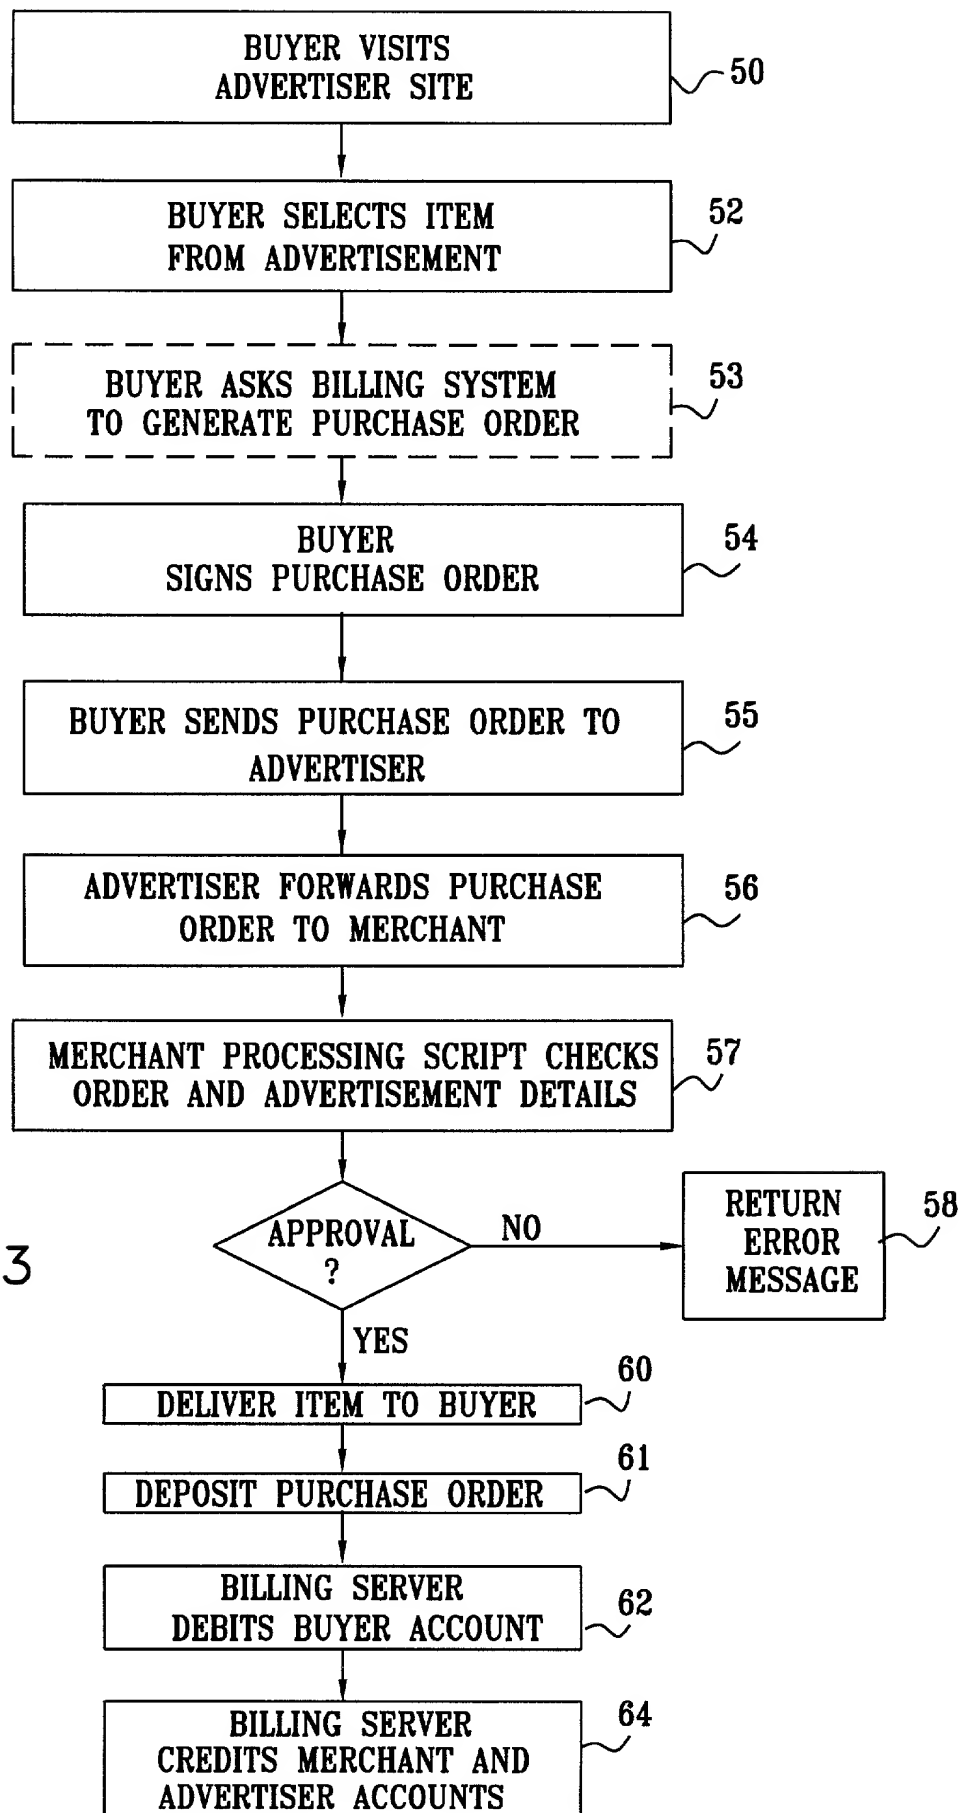 BUYER VISITS
ADVERTISER SITE
50
BUYER SELECTS ITEM
FROM ADVERTISEMENT
52
BUYER ASKS BILLING SYSTEM
TO GENERATE PURCHASE ORDER
53
BUYER
SIGNS PURCHASE ORDER
54
BUYER SENDS PURCHASE ORDER TO
ADVERTISER
55
ADVERTISER FORWARDS PURCHASE
ORDER TO MERCHANT
56
MERCHANT PROCESSING SCRIPT CHECKS
ORDER AND ADVERTISEMENT DETAILS
57
APPROVAL
?
NO
RETURN
ERROR
MESSAGE
58
3
YES
DELIVER ITEM TO BUYER
60
DEPOSIT PURCHASE ORDER
61
BILLING SERVER
DEBITS BUYER ACCOUNT
62
BILLING SERVER
CREDITS MERCHANT AND
ADVERTISER ACCOUNTS
64